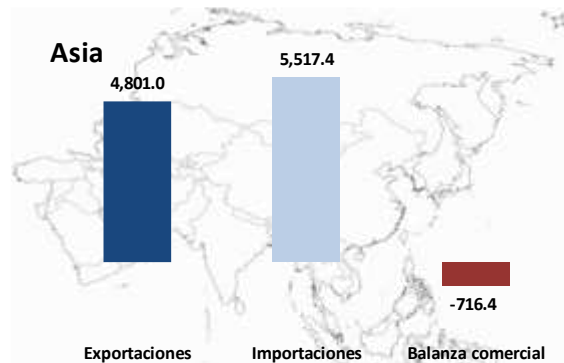 Asia
4,801.0
5,517.4
-716.4
Exportaciones
Importaciones
Balanza comercial